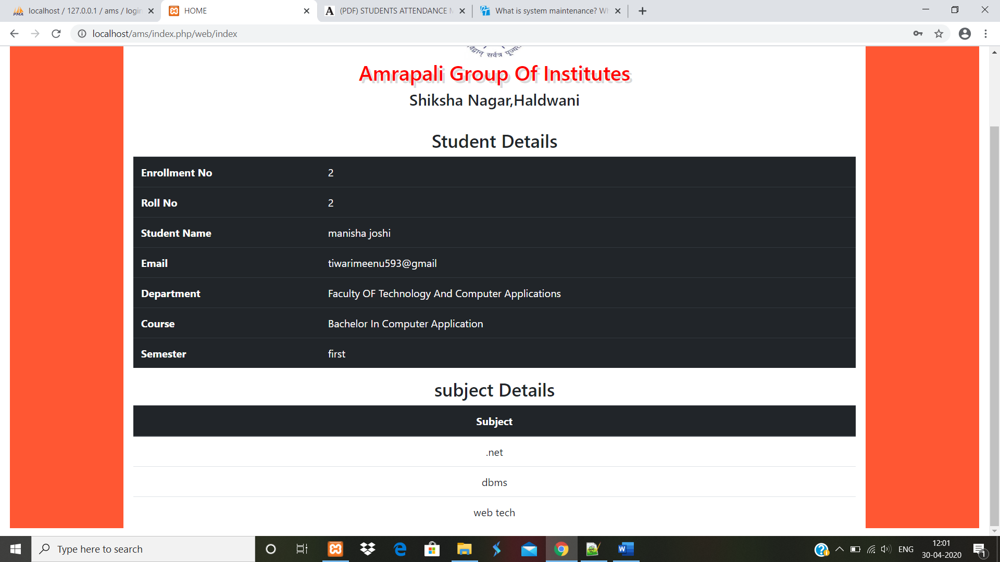 localhost / 127.0.0.1 / ams / login
HOME
(PDF) STUDENTS ATTENDANCE M
What is system maintenance? Wh
localhost/ams/index.php/web/index
सर्वत्र
Amrapali Group Of Institutes
Shiksha Nagar,Haldwani
Student Details
Enrollment No 2
Roll No 2
Student Name manisha joshi
Email tiwarimeenu593@gmail
Department Faculty OF Technology And Computer Applications
Course Bachelor In Computer Application
Semester first
subject Details
Subject
.net
dbms
web tech
Type here to search
ENG
12:01
30-04-2020
1